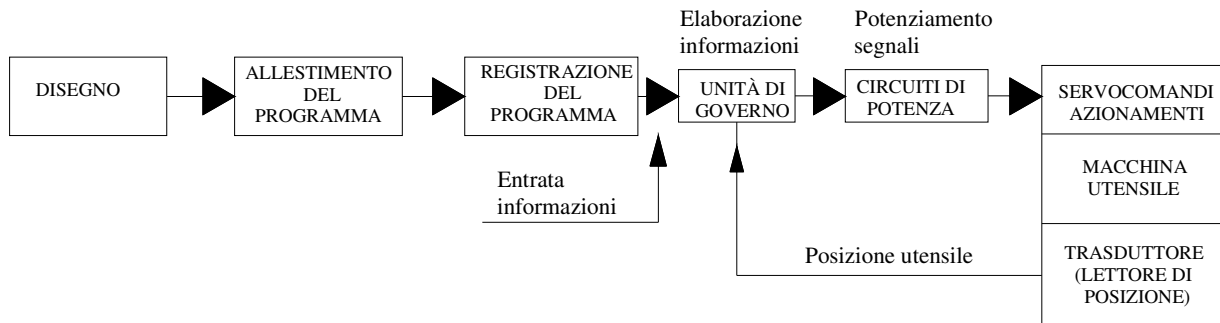 DISEGNO
ALLESTIMENTO
DEL
PROGRAMMA
REGISTRAZIONE
DEL
PROGRAMMA
Entrata
informazioni
Elaborazione
informazioni
UNITÀ DI
GOVERNO
Potenziamento
segnali
CIRCUITI DI
POTENZA
SERVOCOMANDI
AZIONAMENTI
MACCHINA
UTENSILE
TRASDUTTORE
(LETTORE DI
POSIZIONE)
Posizione utensile